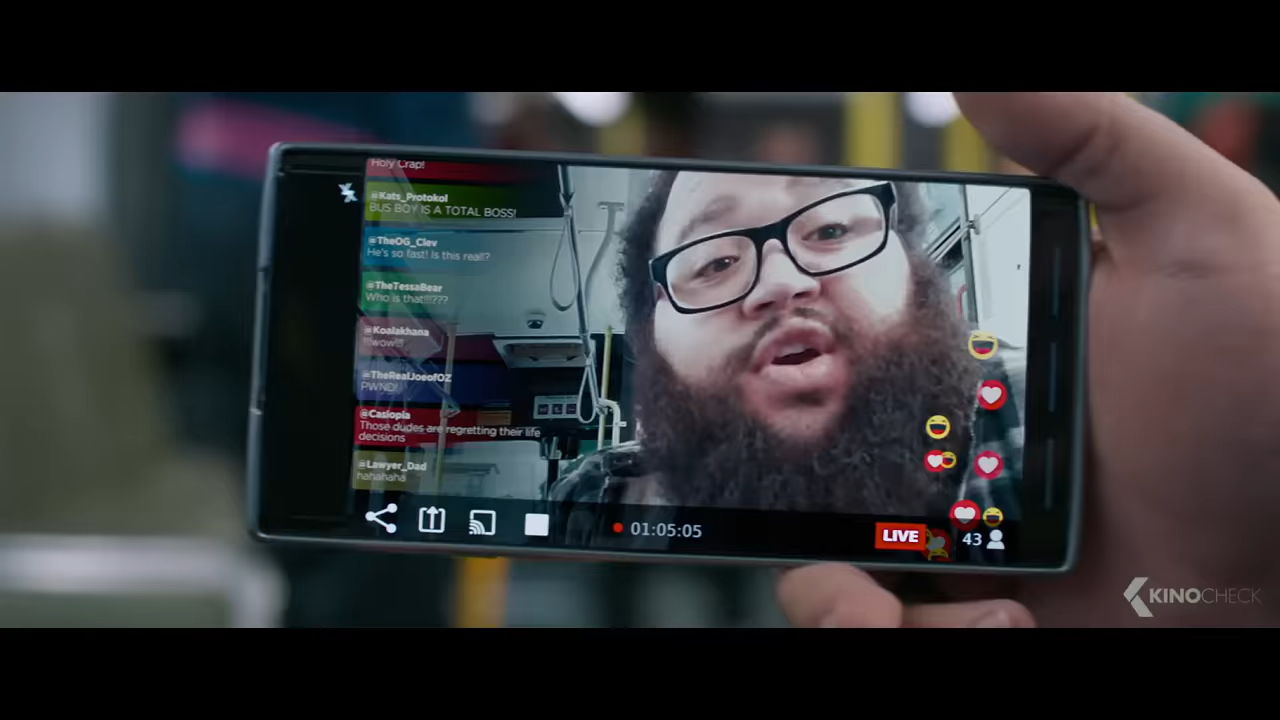 Holy Crap!
@Kats_Protokol
BUS BOY IS A TOTAL BOSS!
@TheOG_Clev
He's so fast! Is this real!?
@TheTessaBear
Who is that!!!???
@Koalakhana
!!!wow!!!
@TheRealJoeofOZ
PWND!
@Casiopia
Those dudes are regretting their life
decisions
@Lawyer_Dad
hahahaha
01:05:05
LIVE
43
KINOCHECK